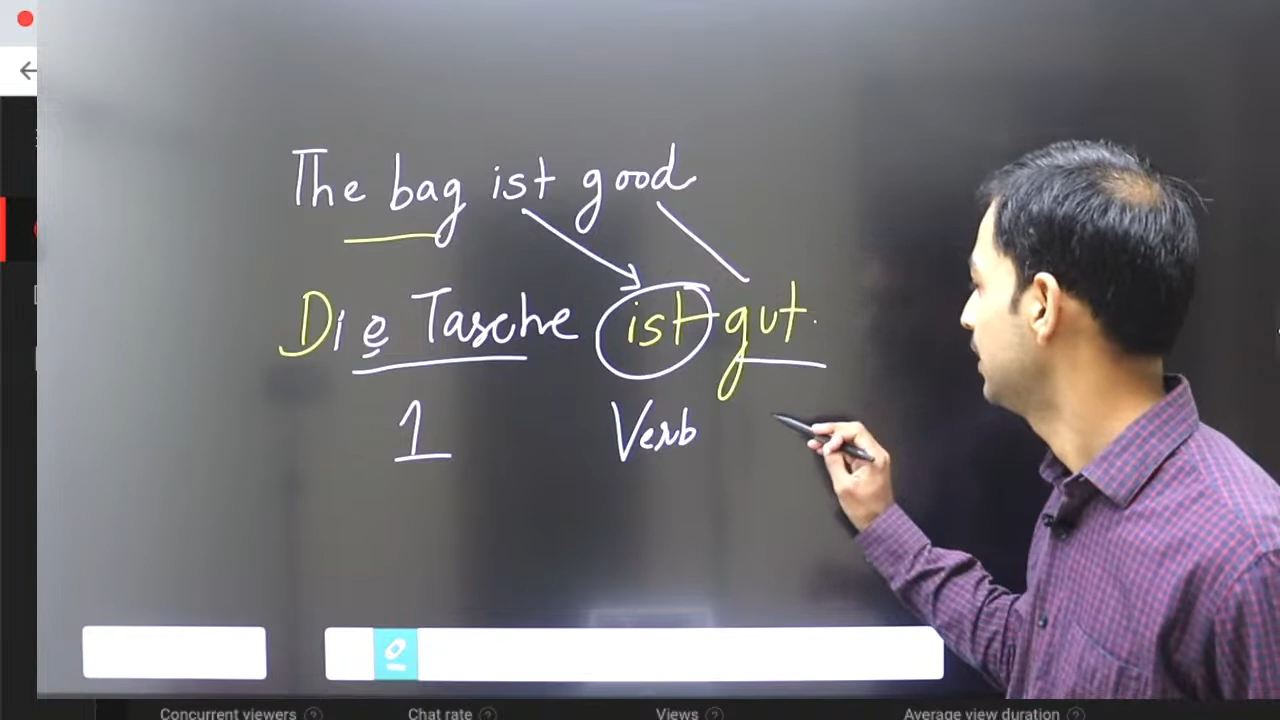 The bag ist good
Die Tasche ist gut.
1
Verb
Concurrent viewers
Chat rate
Views
Average view duration